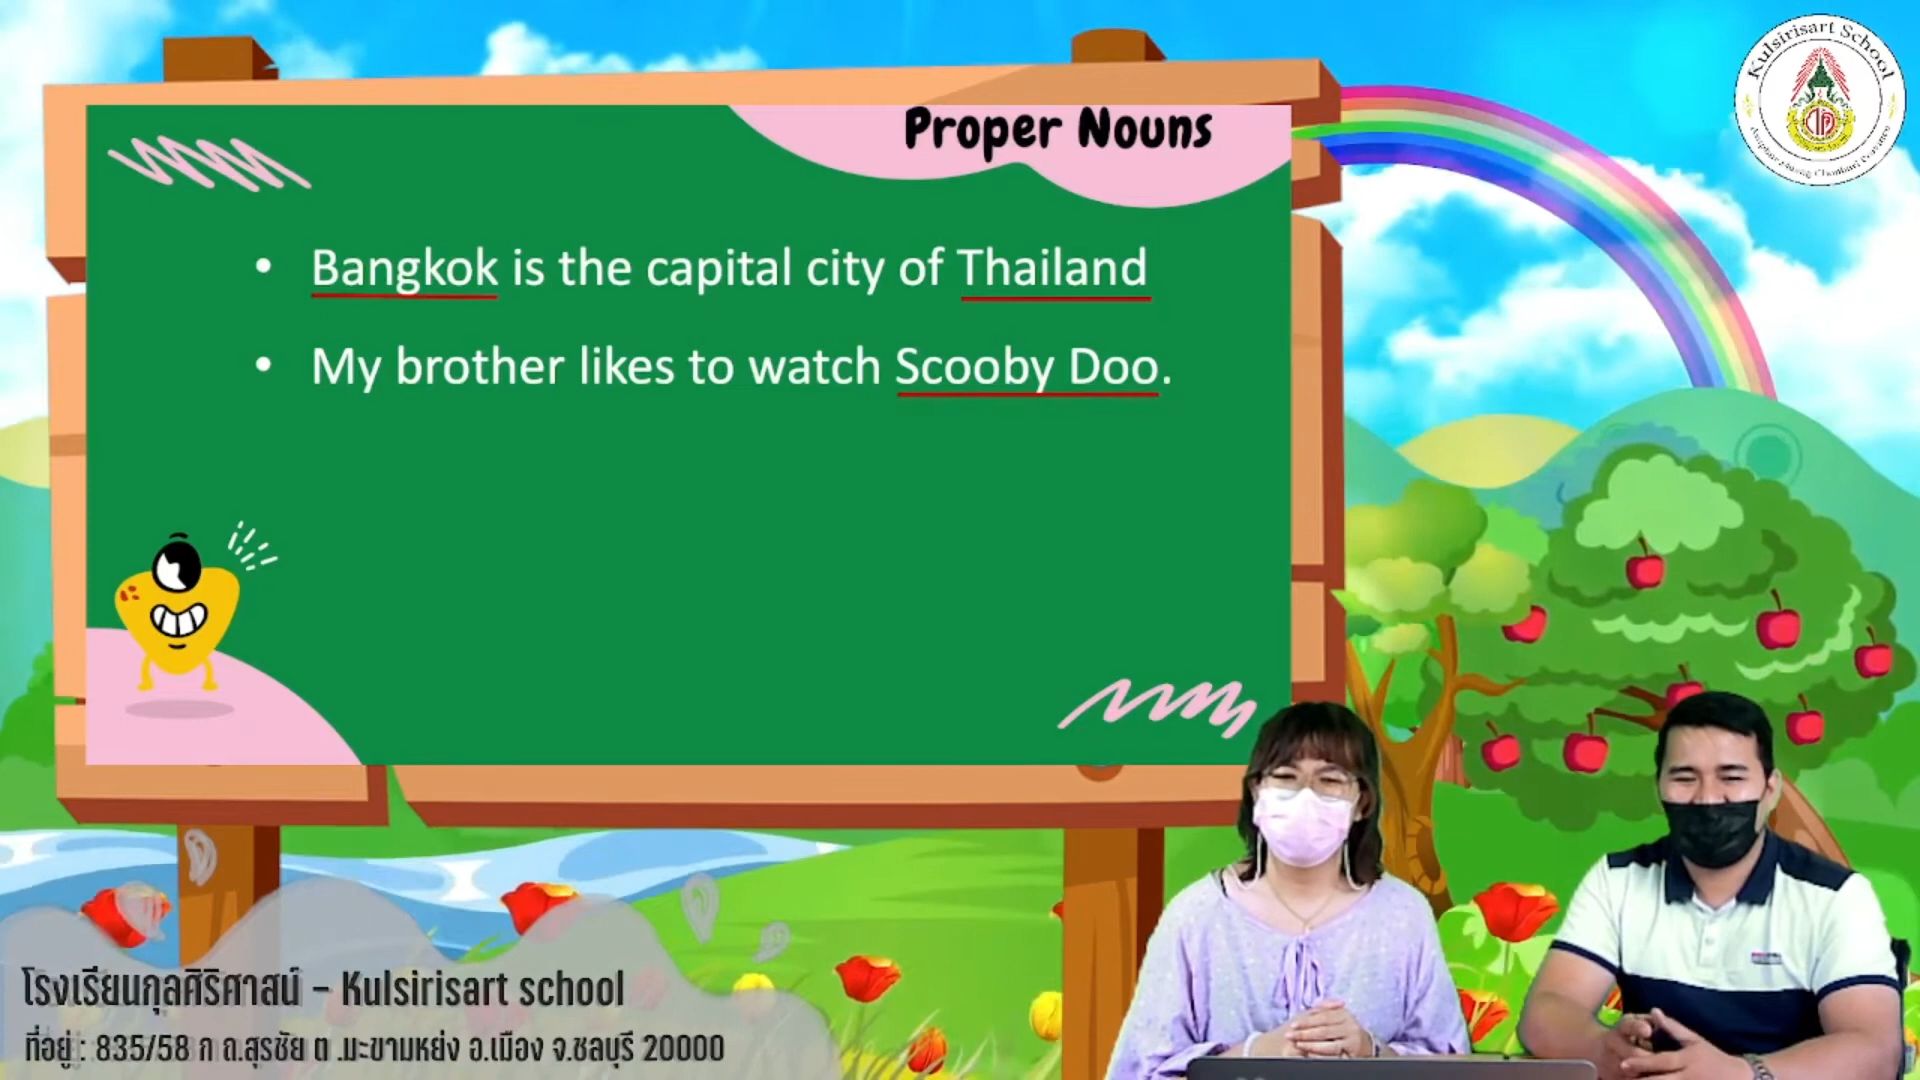 Kulsirisart School
Proper Nouns
• Bangkok is the capital city of Thailand
• My brother likes to watch Scooby Doo.
โรงเรียนกุลศิริศาสน์ – Kulsirisart school
ที่อยู่ : 835/58 ก ถ.สุรชัย ต .มะขามหย่ง อ.เมือง จ.ชลบุรี 20000